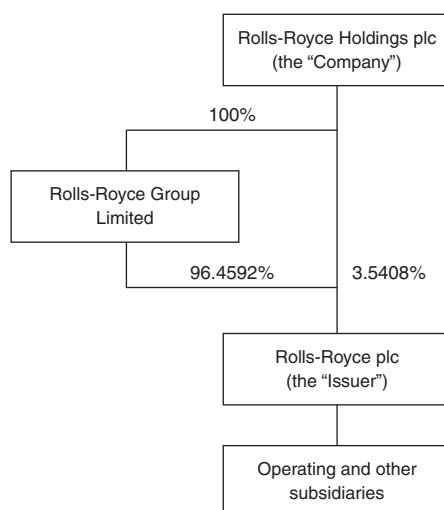 Rolls-Royce Holdings plc
(the “Company”)
100%
Rolls-Royce Group
Limited
96.4592%
3.5408%
Rolls-Royce plc
(the “Issuer”)
Operating and other
subsidiaries